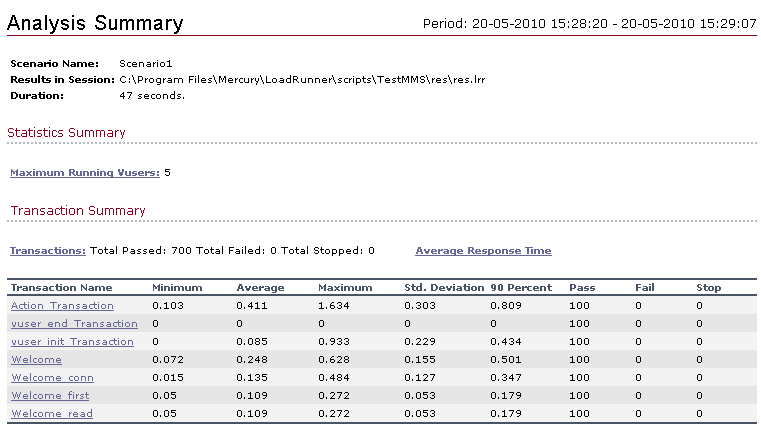 Analysis Summary Period: 20-05-2010 15:28:20 - 20-05-2010 15:29:07
Scenario Name: Scenario1
Results in Session: C:\Program Files\Mercury\LoadRunner\scripts\TestMMS\res\res.lrr
Duration: 47 seconds.
Statistics Summary
Maximum Running Vusers: 5
Transaction Summary
Transactions: Total Passed: 700 Total Failed: 0 Total Stopped: 0 Average Response Time
Transaction Name Minimum Average Maximum Std. Deviation 90 Percent Pass Fail Stop
Action_Transaction 0.103 0.411 1.634 0.303 0.809 100 0 0
vuser_end_Transaction 0 0 0 0 0 100 0 0
vuser_init_Transaction 0 0.085 0.933 0.229 0.434 100 0 0
Welcome 0.072 0.248 0.628 0.155 0.501 100 0 0
Welcome_conn 0.015 0.135 0.484 0.127 0.347 100 0 0
Welcome_first 0.05 0.109 0.272 0.053 0.179 100 0 0
Welcome_read 0.05 0.109 0.272 0.053 0.179 100 0 0